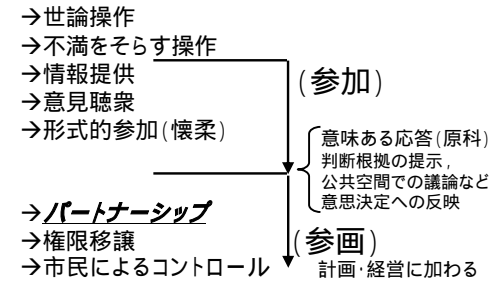 →世論操作
→不満をそらす操作
→情報提供
→意見聴衆
→形式的参加(懐柔)
(参加)
意味ある応答(原科)
判断根拠の提示,
公共空間での議論など
意思決定への反映
→パートナーシップ
→権限移譲
→市民によるコントロール
(参画)
計画・経営に加わる